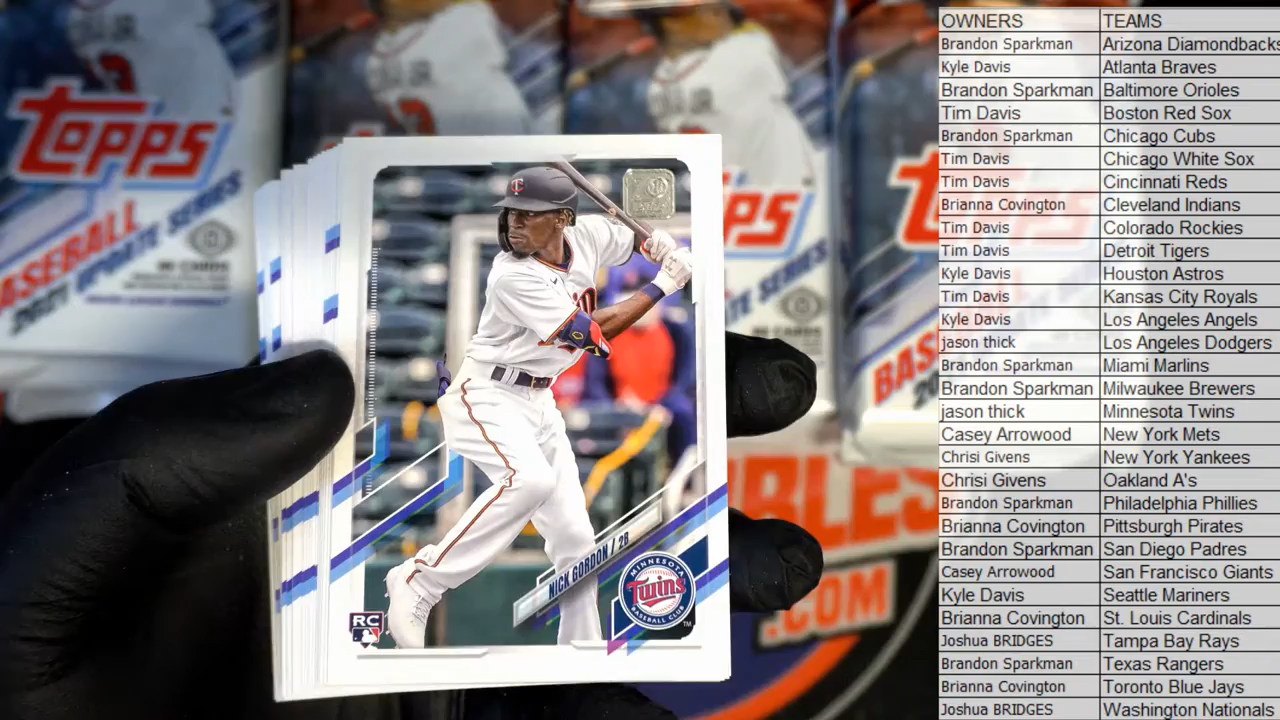 TOPPS
BASEBALL
2021
BASEBALL CLUB
MINNESOTA
Twins
TM
NICK GORDON / 2B
RC
TC
PS
BAS
BLES
.COM
OWNERS TEAMS
Brandon Sparkman Arizona Diamondbacks
Kyle Davis Atlanta Braves
Brandon Sparkman Baltimore Orioles
Tim Davis Boston Red Sox
Brandon Sparkman Chicago Cubs
Tim Davis Chicago White Sox
Tim Davis Cincinnati Reds
Brianna Covington Cleveland Indians
Tim Davis Colorado Rockies
Tim Davis Detroit Tigers
Kyle Davis Houston Astros
Tim Davis Kansas City Royals
Kyle Davis Los Angeles Angels
jason thick Los Angeles Dodgers
Brandon Sparkman Miami Marlins
Brandon Sparkman Milwaukee Brewers
jason thick Minnesota Twins
Casey Arrowood New York Mets
Chrisi Givens New York Yankees
Chrisi Givens Oakland A's
Brandon Sparkman Philadelphia Phillies
Brianna Covington Pittsburgh Pirates
Brandon Sparkman San Diego Padres
Casey Arrowood San Francisco Giants
Kyle Davis Seattle Mariners
Brianna Covington St. Louis Cardinals
Joshua BRIDGES Tampa Bay Rays
Brandon Sparkman Texas Rangers
Brianna Covington Toronto Blue Jays
Joshua BRIDGES Washington Nationals